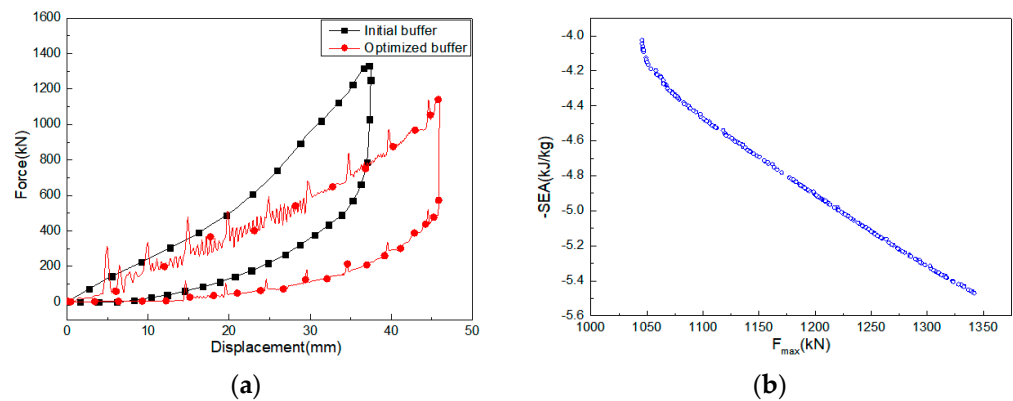 1600
1400
1200
1000
800
600
400
200
0
Force(kN)
Initial buffer
Optimized buffer
0 10 20 30 40 50
Displacement(mm)
(a)
-4.0
-4.2
-4.4
-4.6
-4.8
-5.0
-5.2
-5.4
-5.6
-SEA(kJ/kg)
1000 1050 1100 1150 1200 1250 1300 1350
Fmax(kN)
(b)